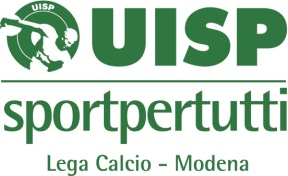 UISP
UISP
sportpertutti
Lega Calcio - Modena